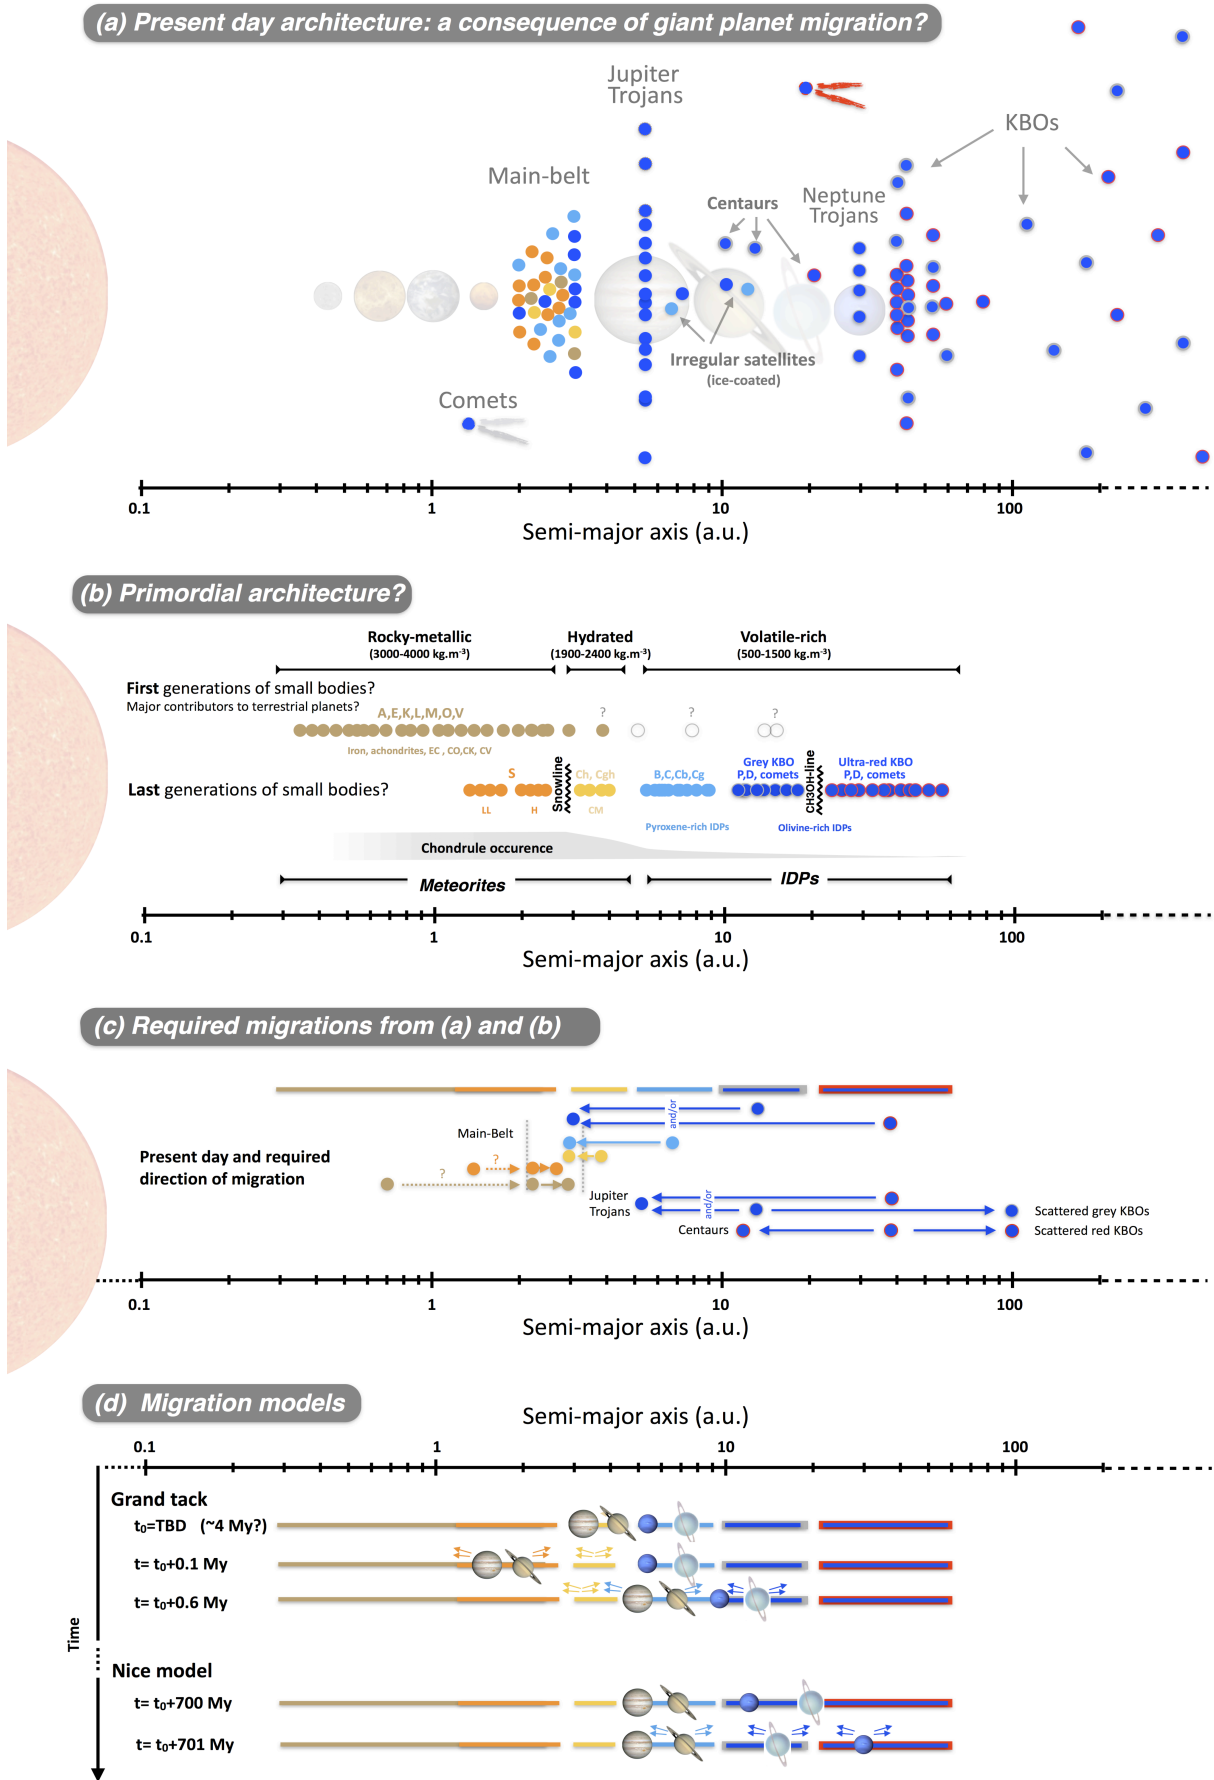 (a) Present day architecture: a consequence of giant planet migration?
Jupiter
Trojans
KBOs
Main-belt
Centaurs
Neptune
Trojans
Irregular satellites
(ice-coated)
Comets
0.1 1 10 100
Semi-major axis (a.u.)
(b) Primordial architecture?
Rocky-metallic Hydrated Volatile-rich
(3000-4000 kg.m-3) (1900-2400 kg.m-3) (500-1500 kg.m-3)
First generations of small bodies?
Major contributors to terrestrial planets?
A,E,K,L,M,O,V ? ? ?
Iron, achondrites, EC , CO,CK, CV
Last generations of small bodies?
S
LL H
Snowline
Ch, Cgh
CM
B,C,Cb,Cg
Pyroxene-rich IDPs
Grey KBO
P,D, comets
CH3OH-line
Ultra-red KBO
P,D, comets
Olivine-rich IDPs
Chondrule occurence
Meteorites IDPs
0.1 1 10 100
Semi-major axis (a.u.)
(c) Required migrations from (a) and (b)
and/or
Main-Belt
Present day and required
direction of migration
?
?
Jupiter
Trojans
and/or
Scattered grey KBOs
Centaurs
Scattered red KBOs
0.1 1 10 100
Semi-major axis (a.u.)
(d) Migration models
Semi-major axis (a.u.)
0.1 1 10 100
Grand tack
t0=TBD (~4 My?)
t= t0+0.1 My
t= t0+0.6 My
Time
Nice model
t= t0+700 My
t= t0+701 My